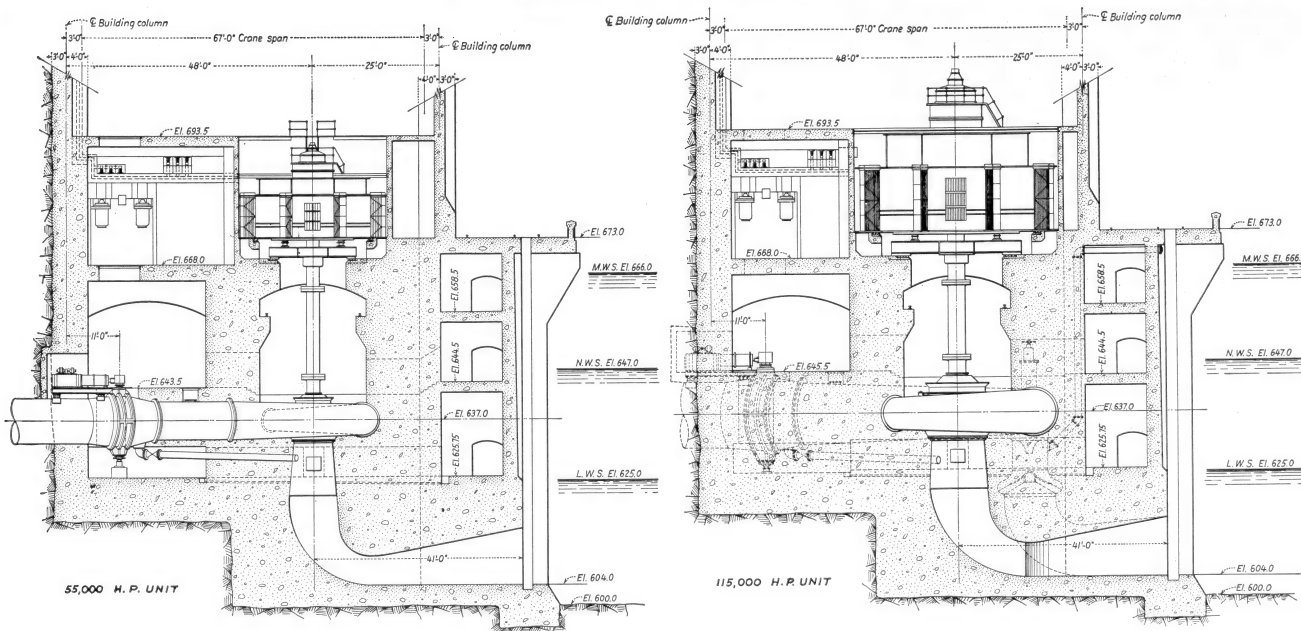 ℄ Building column
3'-0"
67'-0" Crane span
3'-0"
℄ Building column
3'-0"
4'-0"
48'-0"
25'-0"
4'-0"
3'-0"
El. 693.5
El. 668.0
El. 673.0
M.W.S. El. 666.0
El. 658.5
11'-0"
El. 644.5
N.W.S. El. 647.0
El. 643.5
El. 637.0
El. 625.75
L.W.S. El. 625.0
41'-0"
El. 604.0
El. 600.0
55,000 H.P. UNIT
℄ Building column
3'-0"
67'-0" Crane span
3'-0"
℄ Building column
3'-0"
4'-0"
48'-0"
25'-0"
4'-0"
3'-0"
El. 693.5
El. 668.0
El. 673.0
M.W.S. El. 666.
El. 658.5
11'-0"
El. 644.5
N.W.S. El. 647.0
El. 645.5
El. 637.0
El. 625.75
L.W.S. El. 625.0
41'-0"
El. 604.0
El. 600.0
115,000 H.P. UNIT